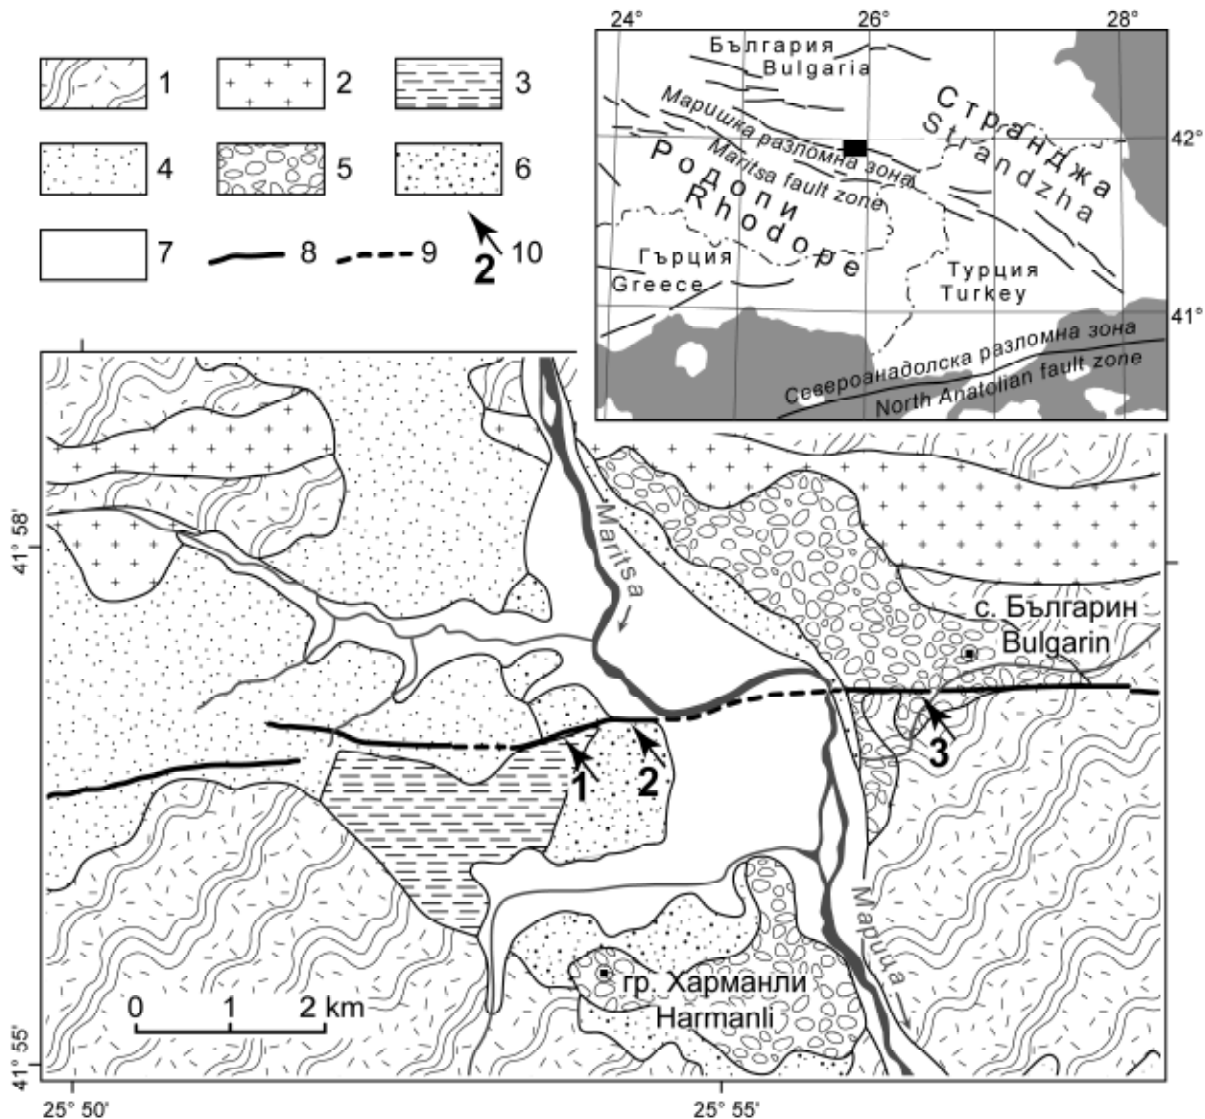 1
2
3
4
5
6
7
8
9
2
10
24°
26°
28°
България
Bulgaria
Маришка разломна зона
Maritsa fault zone
Странджа
Strandzha
42°
Родопи
Rhodope
Гърция
Greece
Турция
Turkey
41°
Североанадолска разломна зона
North Anatolian fault zone
41° 58'
Maritsa
с. Българин
Bulgarin
1
2
3
Марица
гр. Харманли
Harmanli
0 1 2 km
41° 55'
25° 50'
25° 55'